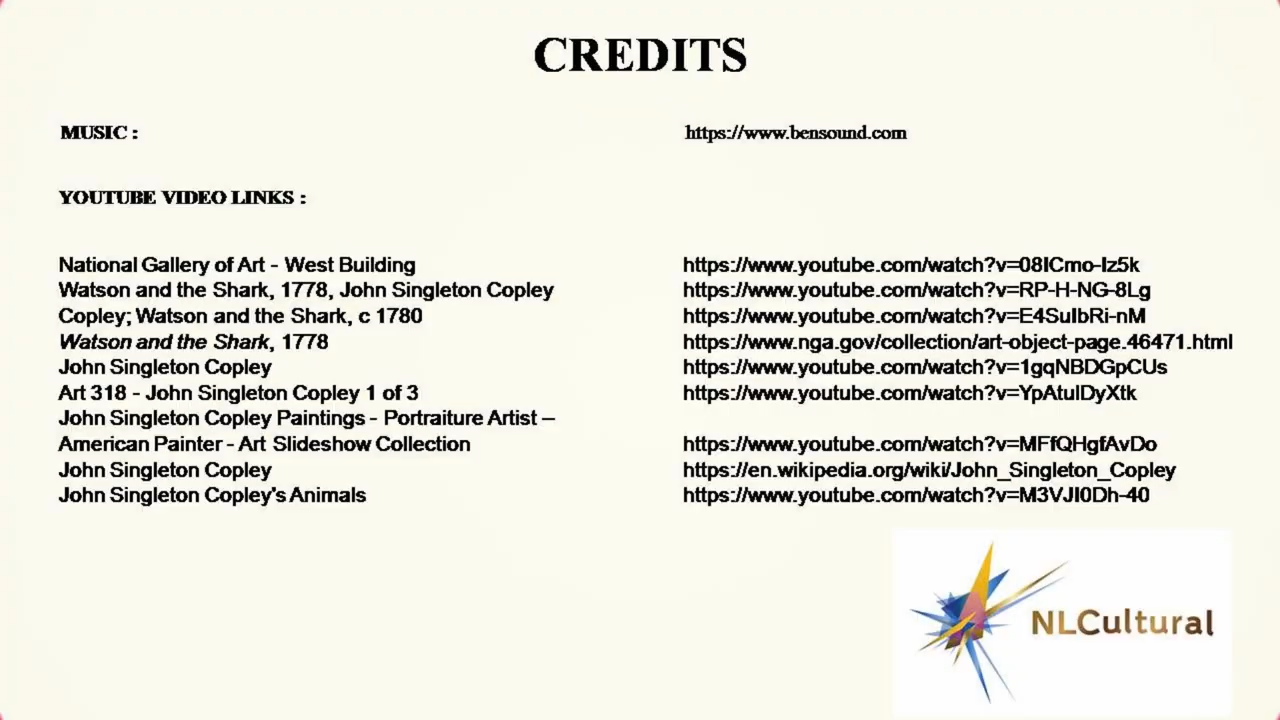 CREDITS
MUSIC : https://www.bensound.com
YOUTUBE VIDEO LINKS :
National Gallery of Art - West Building https://www.youtube.com/watch?v=08ICmo-Iz5k
Watson and the Shark, 1778, John Singleton Copley https://www.youtube.com/watch?v=RP-H-NG-8Lg
Copley; Watson and the Shark, c 1780 https://www.youtube.com/watch?v=E4SuIbRi-nM
Watson and the Shark, 1778 https://www.nga.gov/collection/art-object-page.46471.html
John Singleton Copley https://www.youtube.com/watch?v=1gqNBDGpCUs
Art 318 - John Singleton Copley 1 of 3 https://www.youtube.com/watch?v=YpAtuIDyXtk
John Singleton Copley Paintings - Portraiture Artist –
American Painter - Art Slideshow Collection https://www.youtube.com/watch?v=MFfQHgfAvDo
John Singleton Copley https://en.wikipedia.org/wiki/John_Singleton_Copley
John Singleton Copley's Animals https://www.youtube.com/watch?v=M3VJI0Dh-40
NLCultural